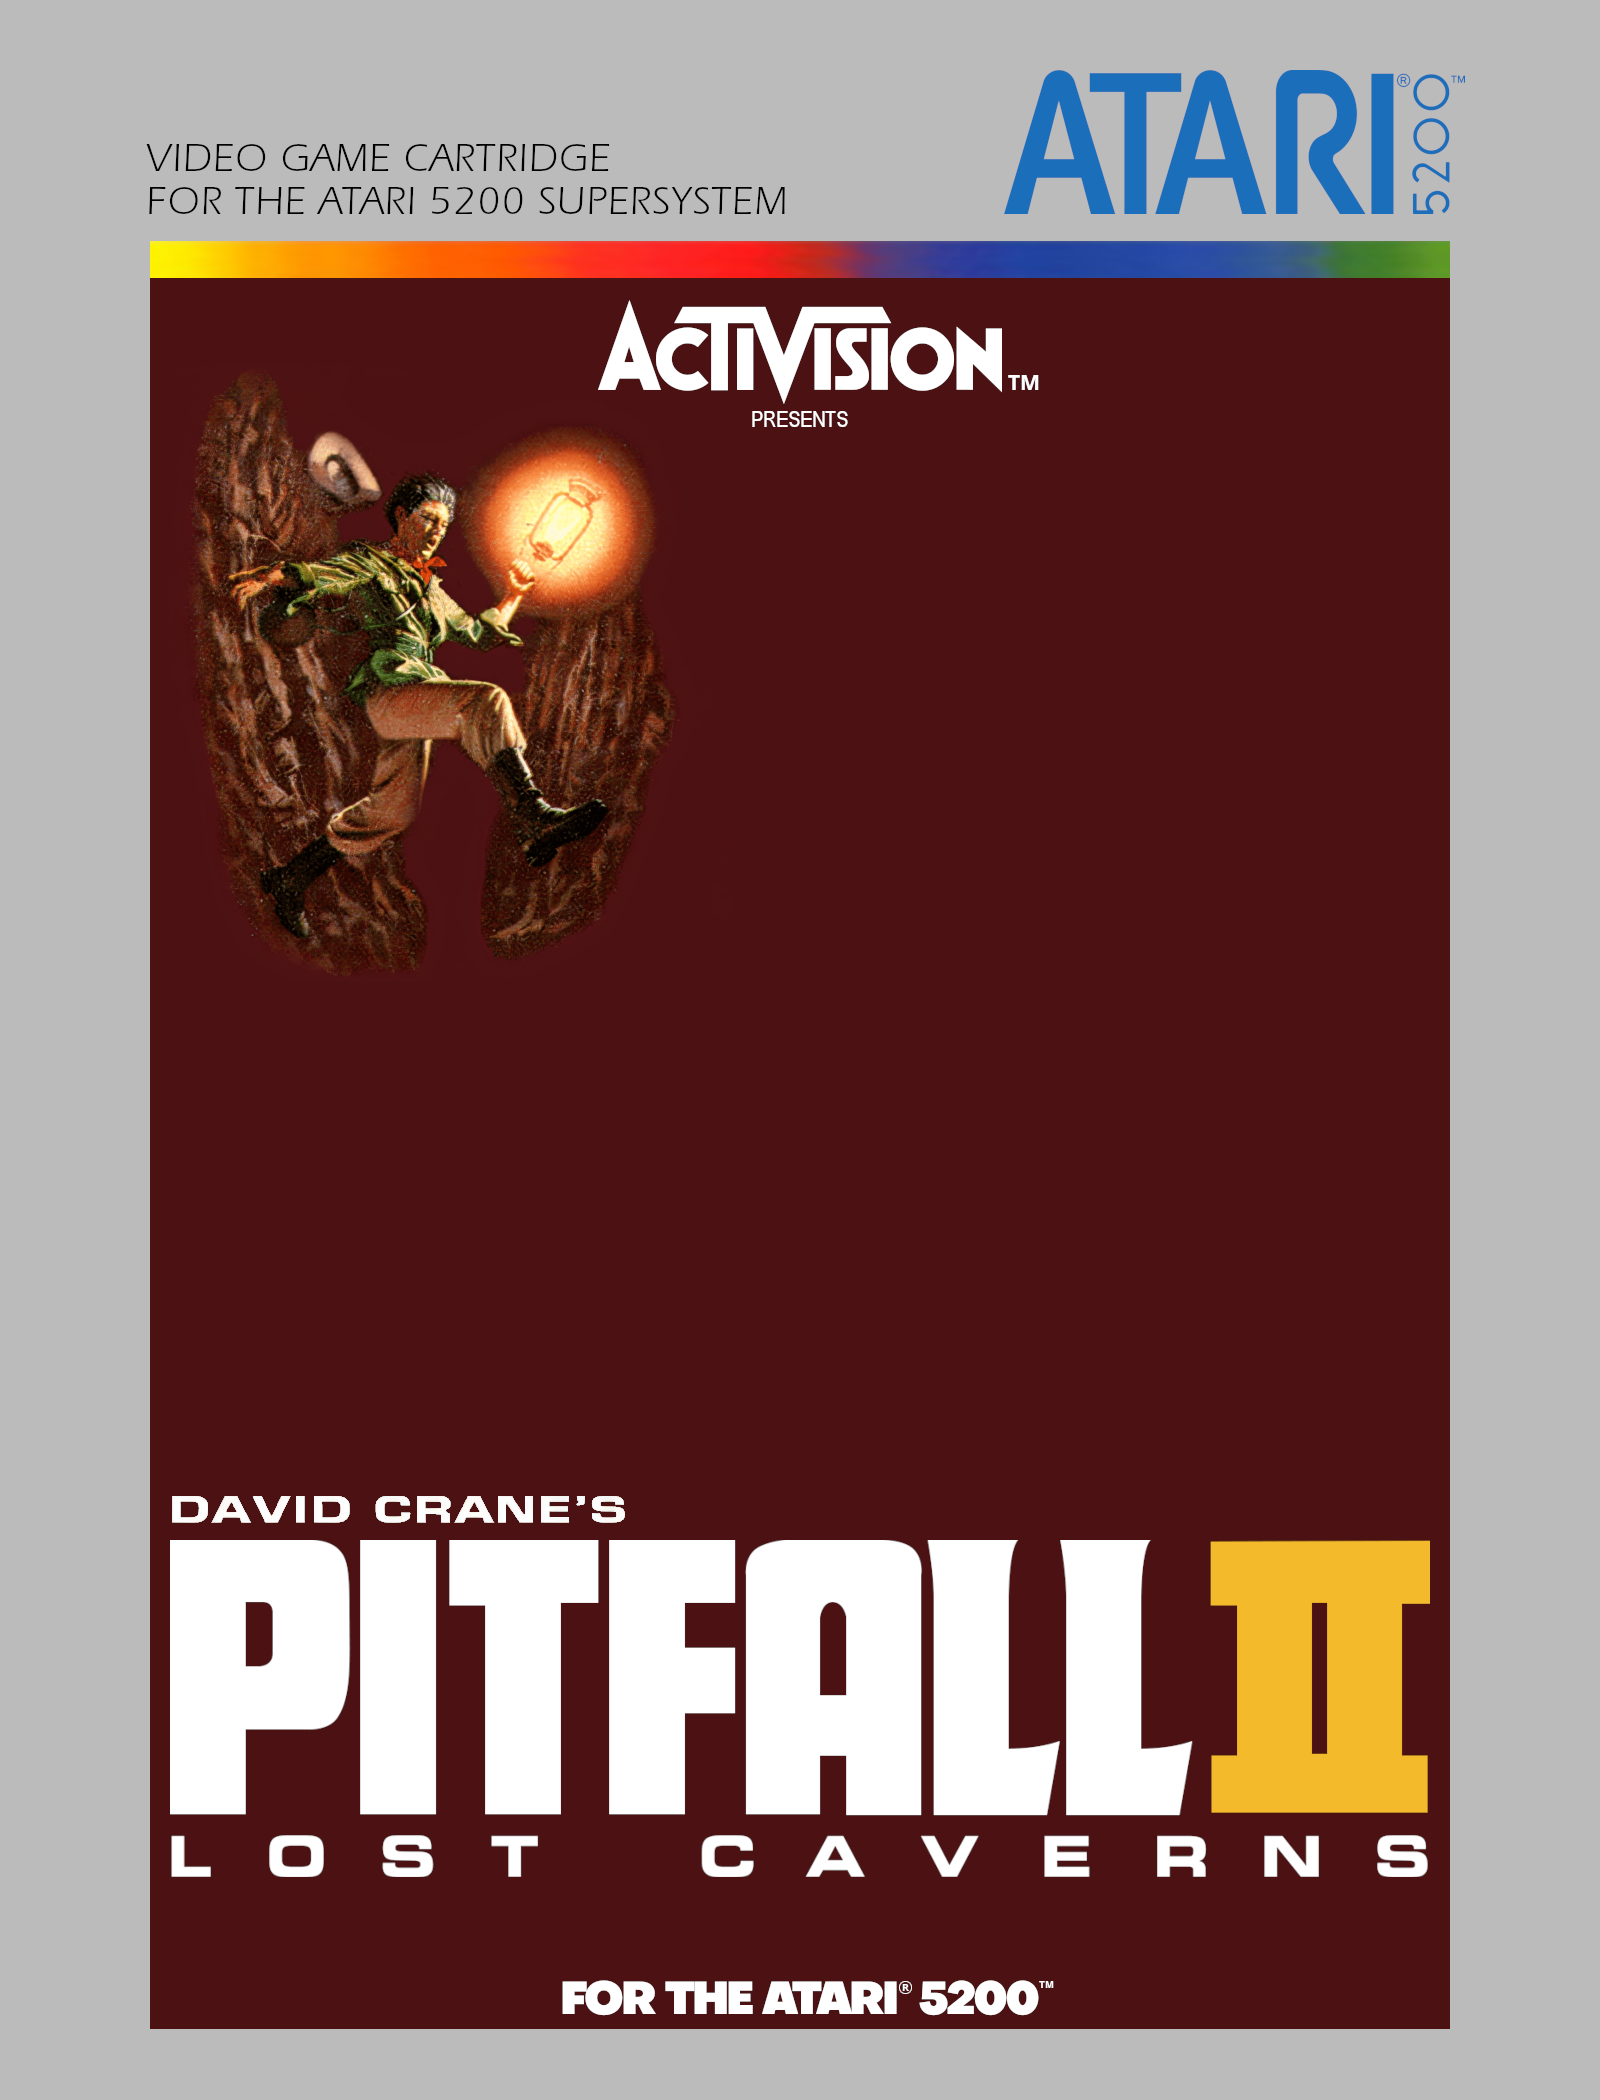 VIDEO GAME CARTRIDGE
FOR THE ATARI 5200 SUPERSYSTEM
ATARI® 5200™
ACTIVISION™
PRESENTS
DAVID CRANE'S
PITFALL II
LOST CAVERNS
FOR THE ATARI® 5200™